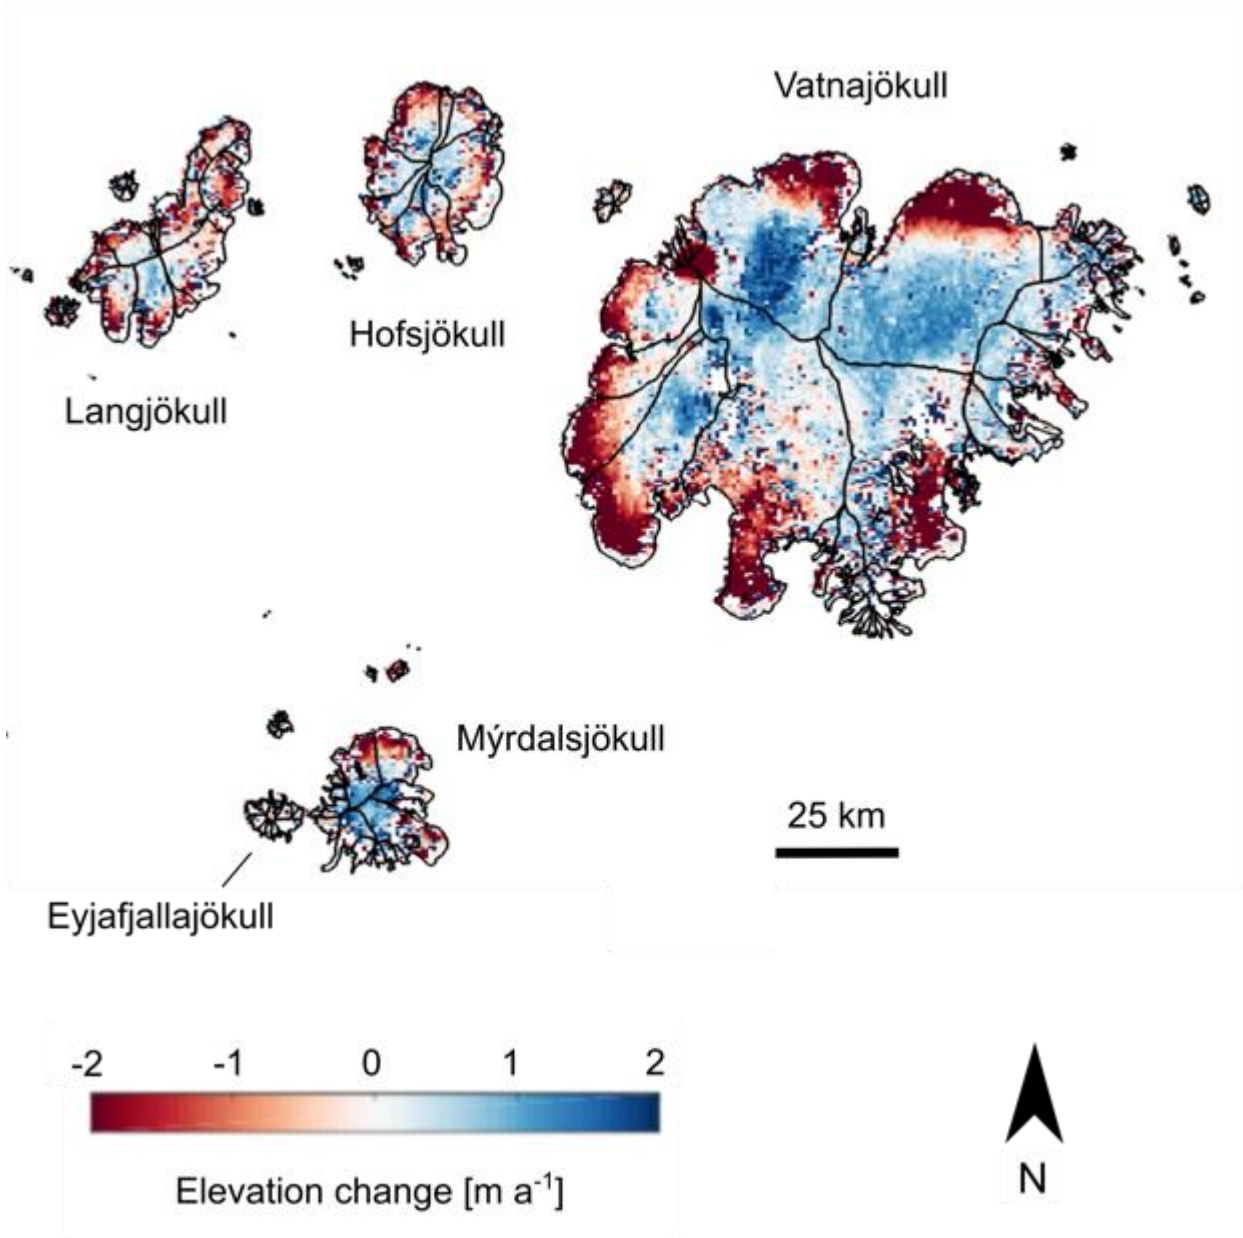 Vatnajökull
Hofsjökull
Langjökull
Mýrdalsjökull
25 km
Eyjafjallajökull
-2 -1 0 1 2
Elevation change [m a⁻¹]
N